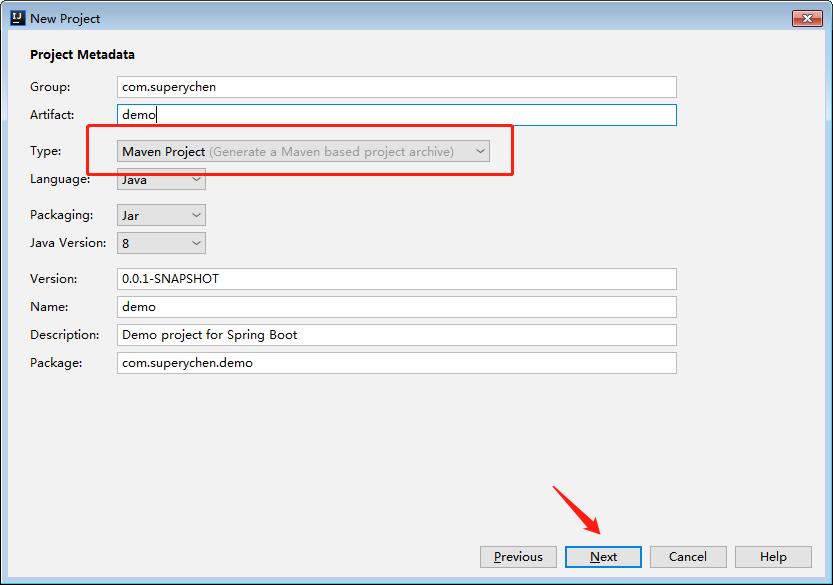 New Project
Project Metadata
Group: com.superychen
Artifact: demo
Type: Maven Project (Generate a Maven based project archive)
Language: Java
Packaging: Jar
Java Version: 8
Version: 0.0.1-SNAPSHOT
Name: demo
Description: Demo project for Spring Boot
Package: com.superychen.demo
Previous Next Cancel Help